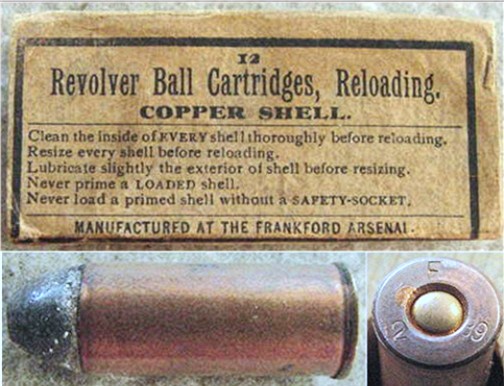 12
Revolver Ball Cartridges, Reloading.
COPPER SHELL.
Clean the inside of EVERY shell thoroughly before reloading.
Resize every shell before reloading.
Lubricate slightly the exterior of shell before resizing.
Never prime a LOADED shell.
Never load a primed shell without a SAFETY-SOCKET.
MANUFACTURED AT THE FRANKFORD ARSENAL.